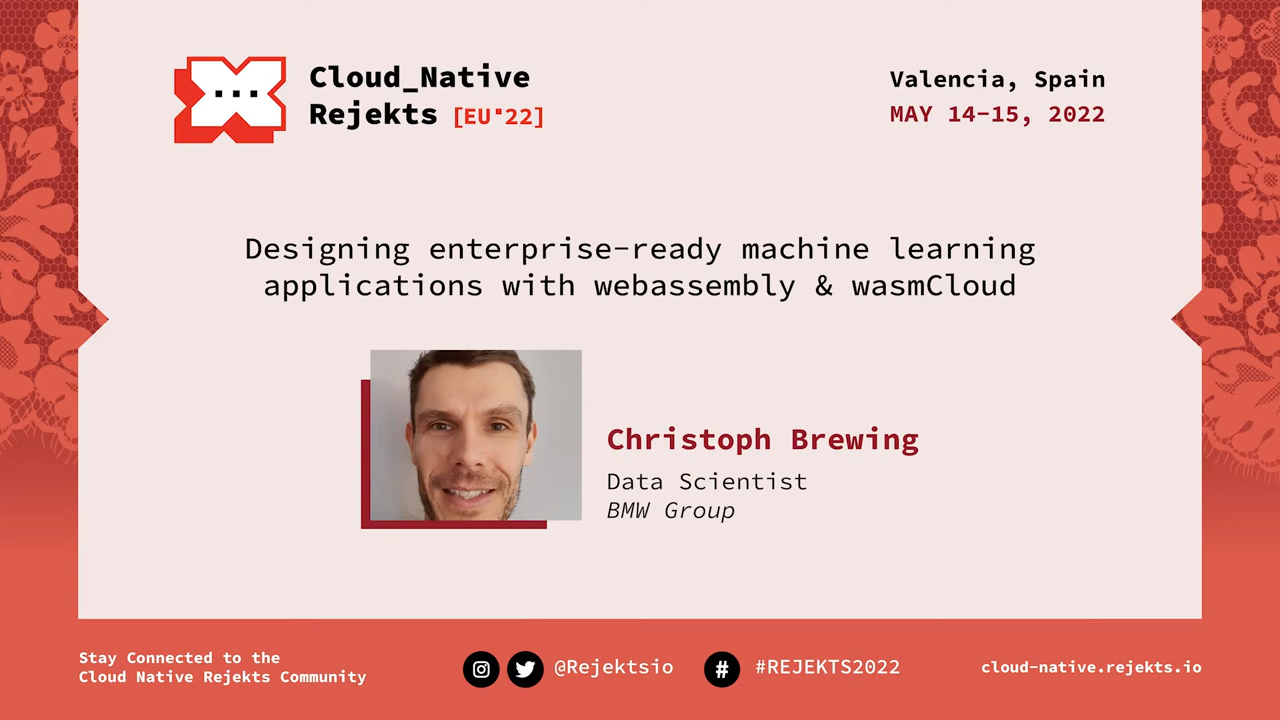 Cloud_Native
Rejekts [EU"22]
Valencia, Spain
MAY 14-15, 2022
Designing enterprise-ready machine learning
applications with webassembly & wasmCloud
Christoph Brewing
Data Scientist
BMW Group
Stay Connected to the
Cloud Native Rejekts Community
@Rejektsio
# #REJEKTS2022
cloud-native.rejekts.io